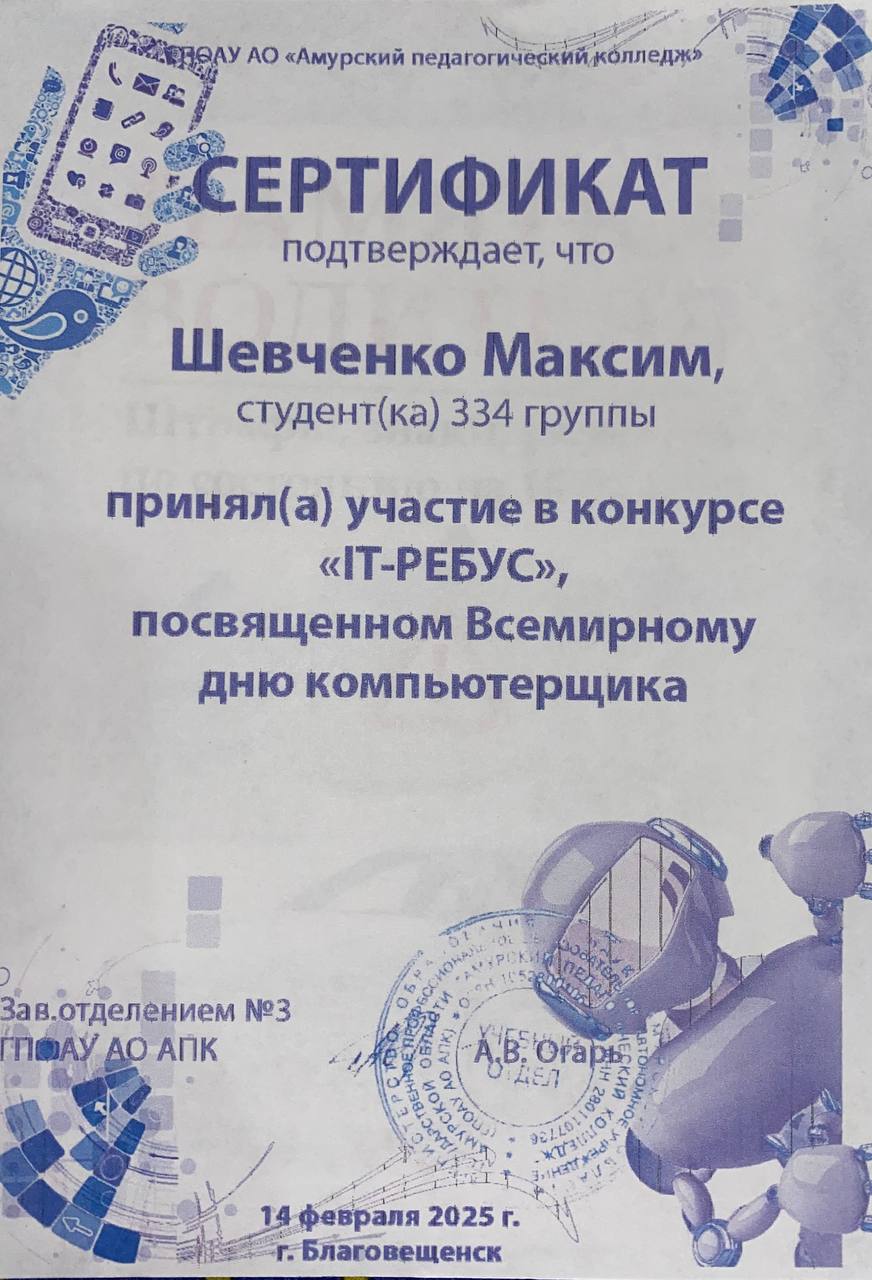 ГПОАУ АО «Амурский педагогический колледж»
СЕРТИФИКАТ
подтверждает, что
Шевченко Максим,
студент(ка) 334 группы
принял(а) участие в конкурсе
«IT-РЕБУС»,
посвященном Всемирному
дню компьютерщика
Зав.отделением №3
ГПОАУ АО АПК
А.В. Огарь
УЧЕБНЫЙ
ОТДЕЛ
14 февраля 2025 г.
г. Благовещенск